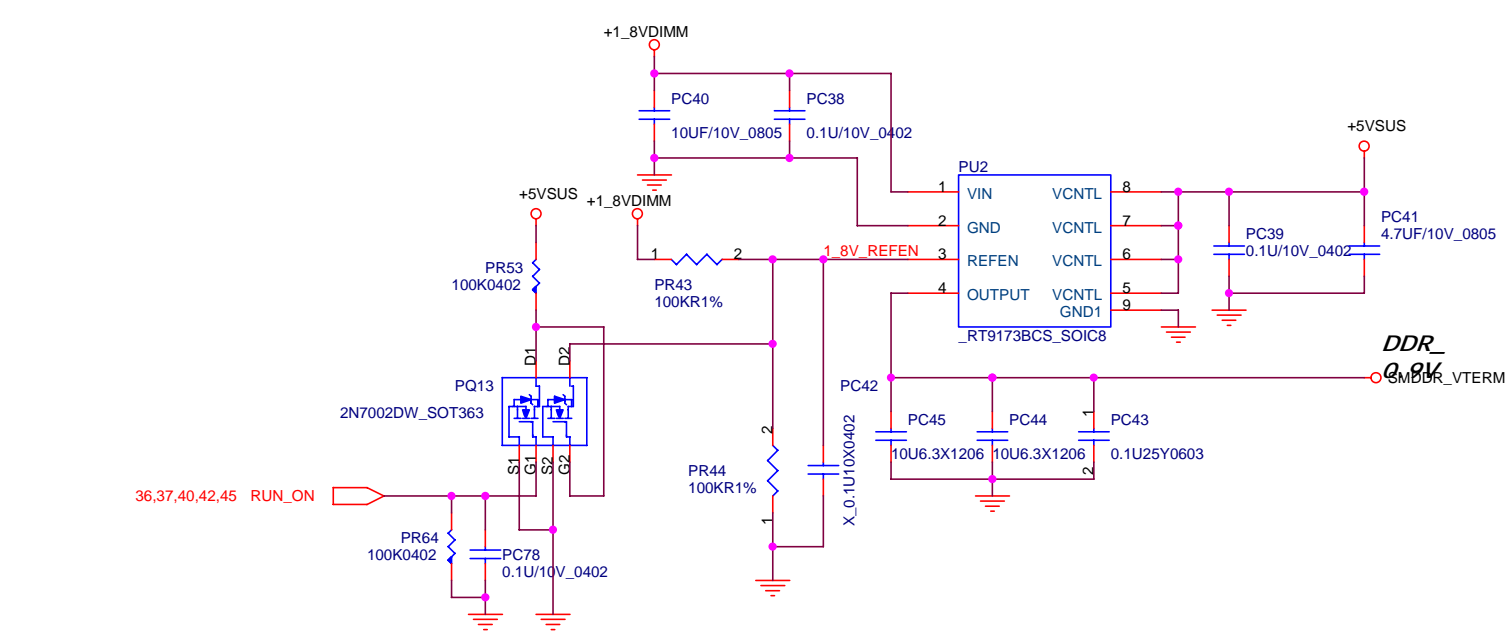 +1_8VDIMM
PC40
10UF/10V_0805
PC38
0.1U/10V_0402
+5VSUS
PU2
1 VIN VCNTL 8
2 GND VCNTL 7
3 REFEN VCNTL 6
4 OUTPUT VCNTL 5
GND1 9
_RT9173BCS_SOIC8
PC39
0.1U/10V_0402
PC41
4.7UF/10V_0805
+5VSUS
+1_8VDIMM
1_8V_REFEN
PR53
100K0402
1 2
PR43
100KR1%
DDR_
0.9V
SMDDR_VTERM
D1
D2
PQ13
2N7002DW_SOT363
S1
G1
S2
G2
PC42
X_0.1U10X0402
PC45
10U6.3X1206
PC44
10U6.3X1206
1
PC43
0.1U25Y0603
2
2
PR44
100KR1%
1
36,37,40,42,45 RUN_ON
PR64
100K0402
PC78
0.1U/10V_0402